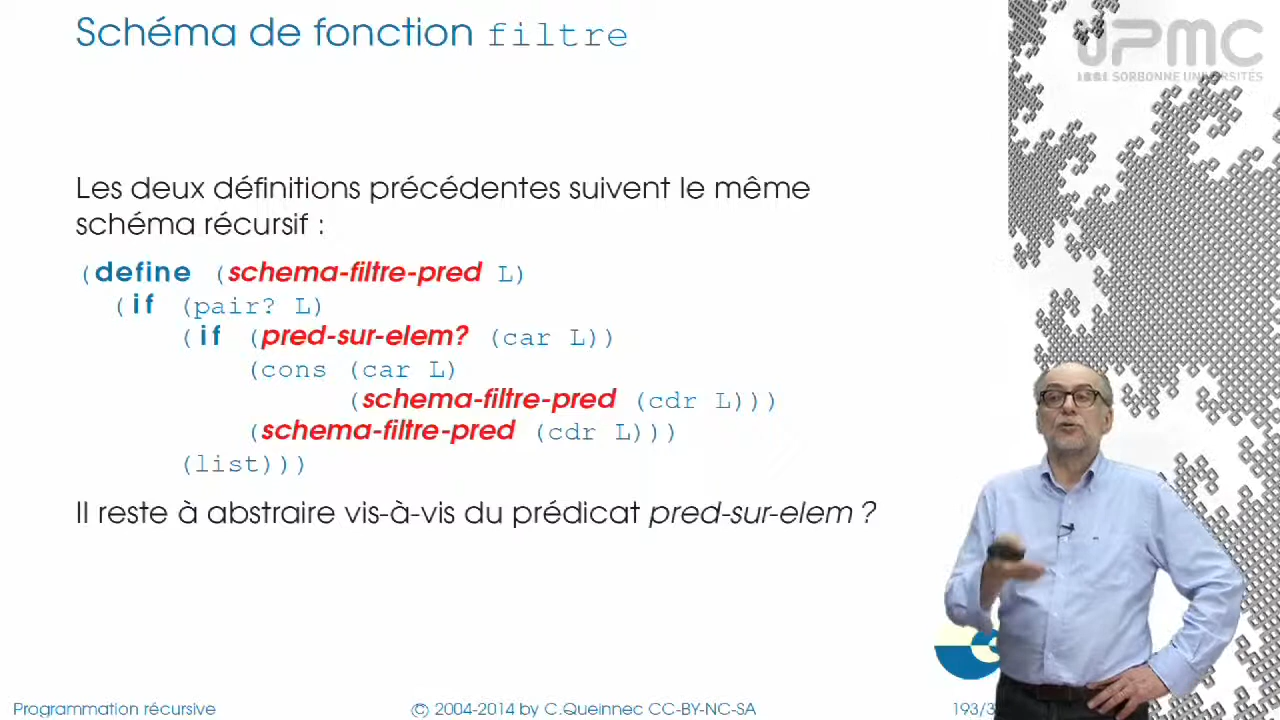 Schéma de fonction filtre
UPMC
SORBONNE UNIVERSITÉS
Les deux définitions précédentes suivent le même
schéma récursif :
(define (schema-filtre-pred L)
(if (pair? L)
(if (pred-sur-elem? (car L))
(cons (car L)
(schema-filtre-pred (cdr L)))
(schema-filtre-pred (cdr L)))
(list)))
Il reste à abstraire vis-à-vis du prédicat pred-sur-elem ?
Programmation récursive
© 2004-2014 by C.Queinnec CC-BY-NC-SA